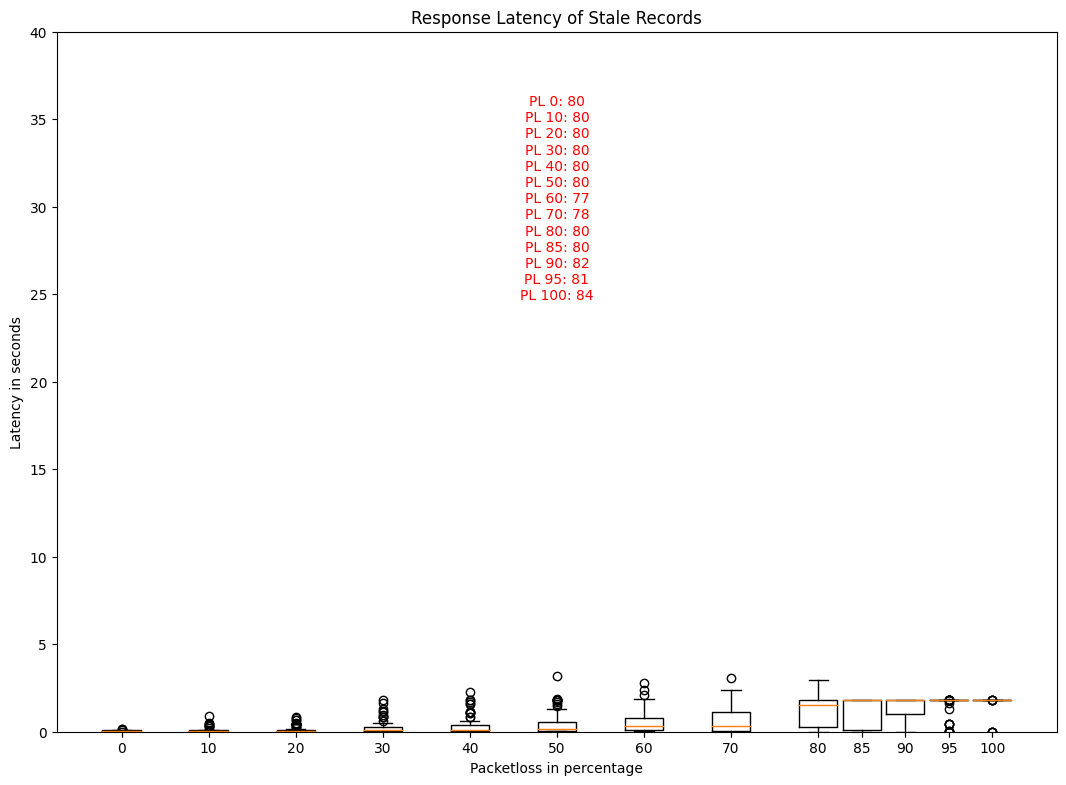 Response Latency of Stale Records
40
35
30
25
20
15
10
5
0
Latency in seconds
PL 0: 80
PL 10: 80
PL 20: 80
PL 30: 80
PL 40: 80
PL 50: 80
PL 60: 77
PL 70: 78
PL 80: 80
PL 85: 80
PL 90: 82
PL 95: 81
PL 100: 84
0 10 20 30 40 50 60 70 80 85 90 95 100
Packetloss in percentage